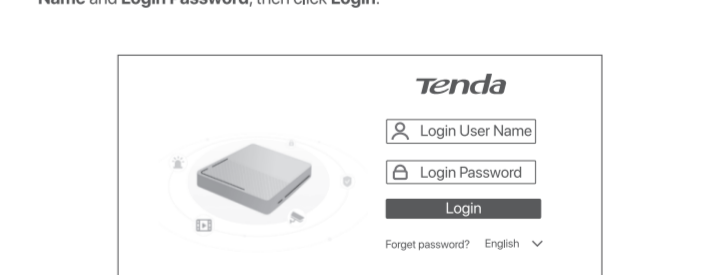 Name and Login Password, then click Login.
Tenda
Login User Name
Login Password
Login
Forget password? English